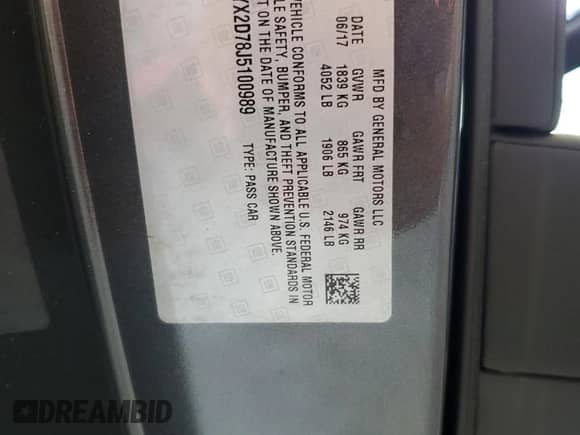 MFD BY GENERAL MOTORS LLC
DATE GVWR GAWR FRT GAWR RR
06/17 1839 KG 865 KG 974 KG
4052 LB 1906 LB 2146 LB
VEHICLE CONFORMS TO ALL APPLICABLE U.S. FEDERAL MOTOR
LE SAFETY, BUMPER, AND THEFT PREVENTION STANDARDS IN
T ON THE DATE OF MANUFACTURE SHOWN ABOVE.
YX2D78J5100989 TYPE: PASS CAR
DREAMBID